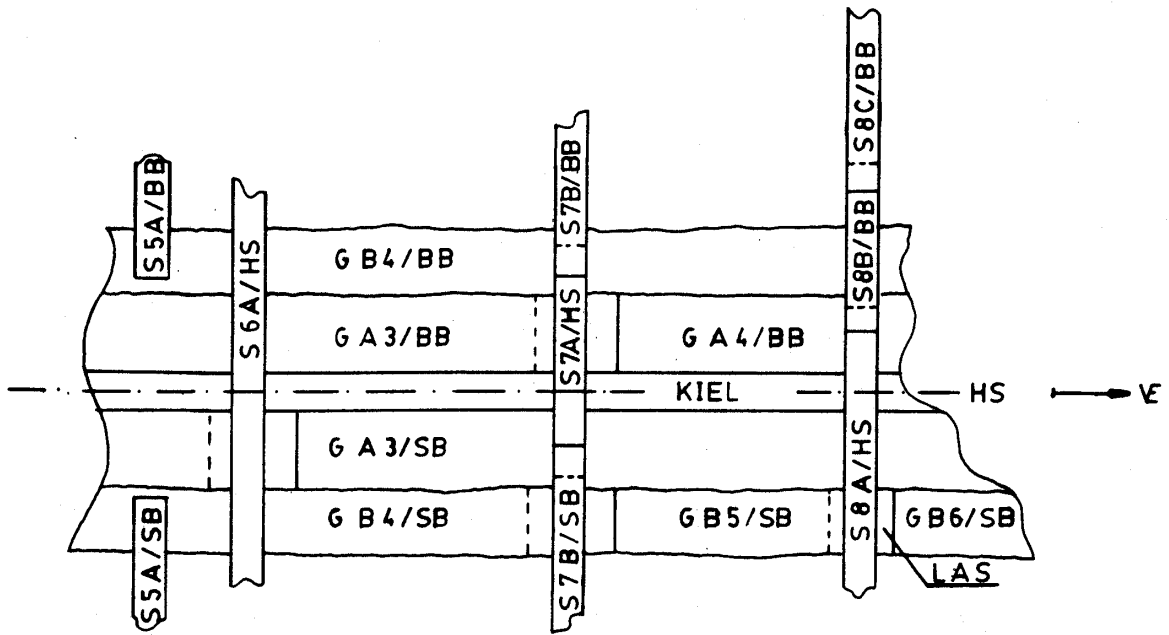 S8C/BB
S7B/BB
S5A/BB
S8B/BB
S6A/HS
GB4/BB
S7A/HS
GA3/BB
GA4/BB
KIEL
HS
VE
S8A/HS
GA3/SB
S5A/SB
GB4/SB
S7B/SB
GB5/SB
GB6/SB
LAS